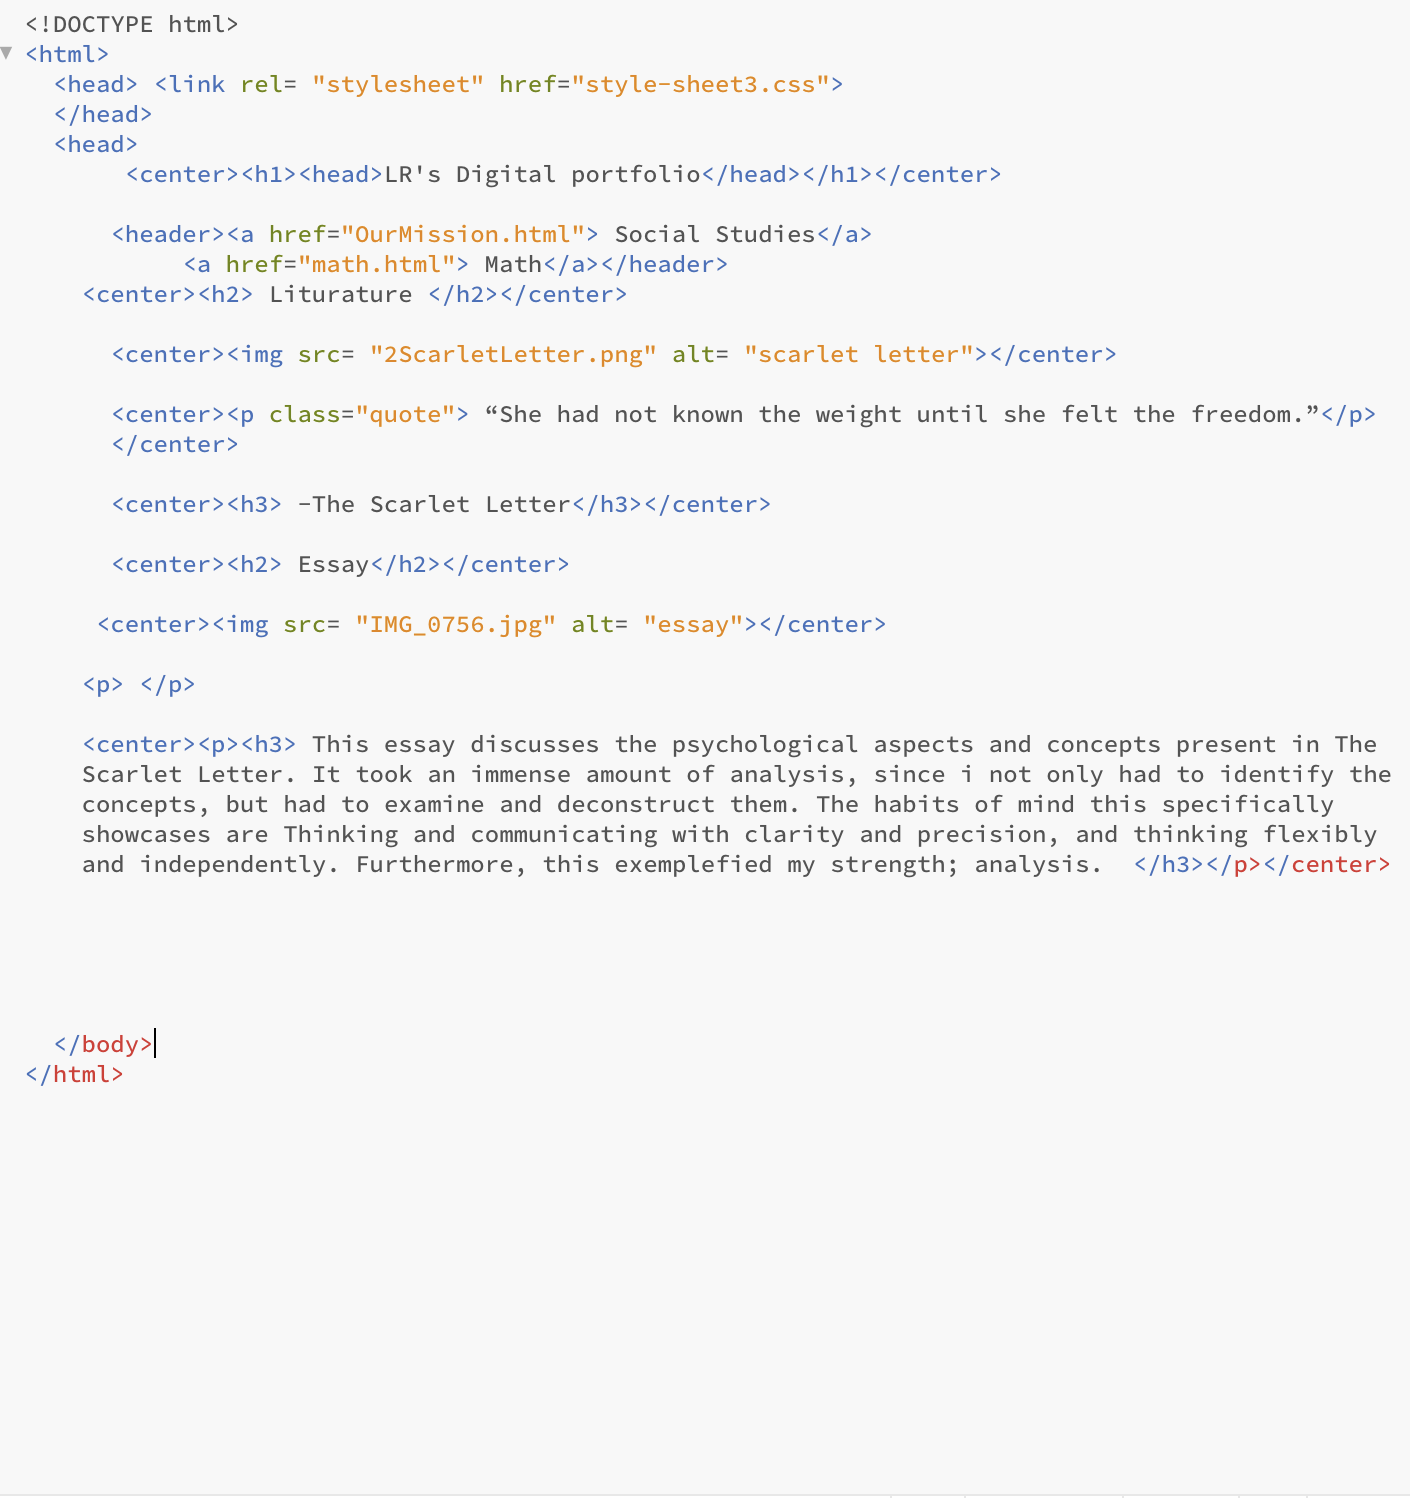 <!DOCTYPE html>
<html>
<head> <link rel= "stylesheet" href="style-sheet3.css">
</head>
<head>
<center><h1><head>LR's Digital portfolio</head></h1></center>
<header><a href="OurMission.html"> Social Studies</a>
<a href="math.html"> Math</a></header>
<center><h2> Liturature </h2></center>
<center><img src= "2ScarletLetter.png" alt= "scarlet letter"></center>
<center><p class="quote"> “She had not known the weight until she felt the freedom.”</p>
</center>
<center><h3> -The Scarlet Letter</h3></center>
<center><h2> Essay</h2></center>
<center><img src= "IMG_0756.jpg" alt= "essay"></center>
<p> </p>
<center><p><h3> This essay discusses the psychological aspects and concepts present in The
Scarlet Letter. It took an immense amount of analysis, since i not only had to identify the
concepts, but had to examine and deconstruct them. The habits of mind this specifically
showcases are Thinking and communicating with clarity and precision, and thinking flexibly
and independently. Furthermore, this exemplefied my strength; analysis.  </h3></p></center>
</body>
</html>